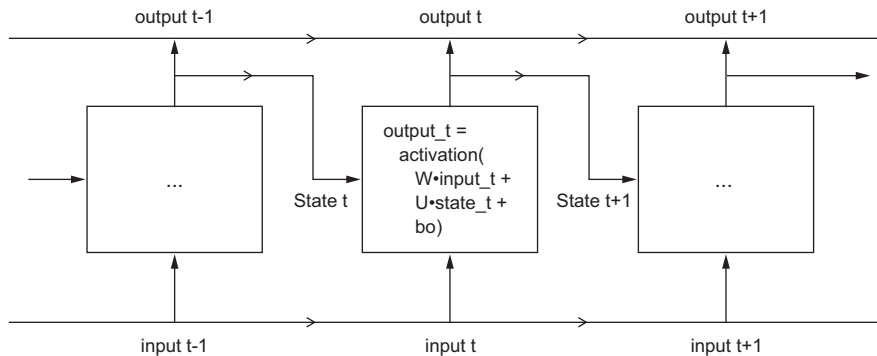 output t-1
output t
output t+1
...
output_t =
activation(
W•input_t +
U•state_t +
bo)
...
State t
State t+1
input t-1
input t
input t+1